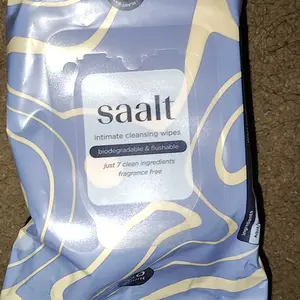 saalt
intimate cleansing wipes
biodegradable & flushable
just 7 clean ingredients
fragrance free